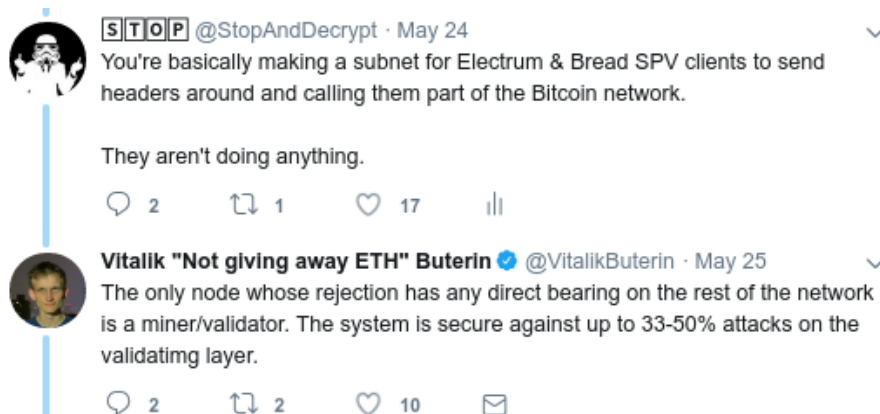 🅂🅃🄾🄿 @StopAndDecrypt · May 24
You're basically making a subnet for Electrum & Bread SPV clients to send
headers around and calling them part of the Bitcoin network.
They aren't doing anything.
2 1 17
Vitalik "Not giving away ETH" Buterin @VitalikButerin · May 25
The only node whose rejection has any direct bearing on the rest of the network
is a miner/validator. The system is secure against up to 33-50% attacks on the
validatimg layer.
2 2 10